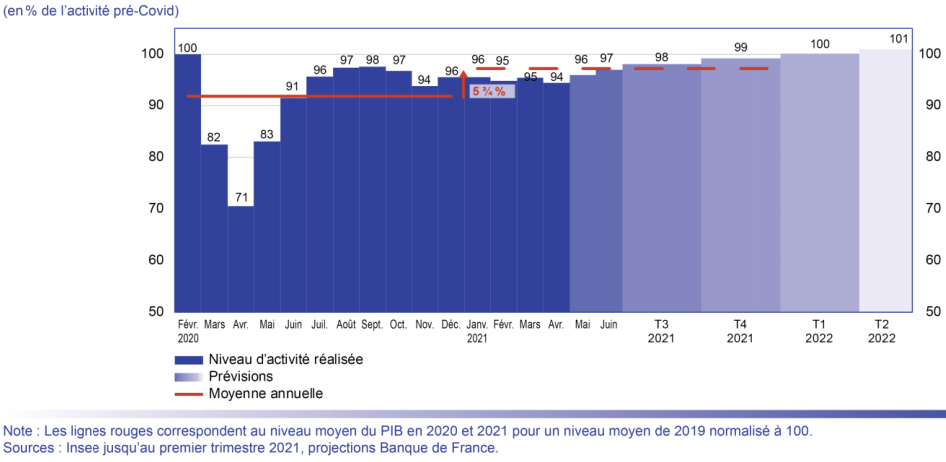 (en % de l’activité pré-Covid)
100 82 71 83 91 96 97 98 97 94 96 96 95 95 94 96 97 98 99 100 101
5 ¾ %
100 100
90 90
80 80
70 70
60 60
50 50
Févr. Mars Avr. Mai Juin Juil. Août Sept. Oct. Nov. Déc. Janv. Févr. Mars Avr. Mai Juin T3 T4 T1 T2
2020 2021 2021 2021 2022 2022
Niveau d’activité réalisée
Prévisions
Moyenne annuelle
Note : Les lignes rouges correspondent au niveau moyen du PIB en 2020 et 2021 pour un niveau moyen de 2019 normalisé à 100.
Sources : Insee jusqu’au premier trimestre 2021, projections Banque de France.